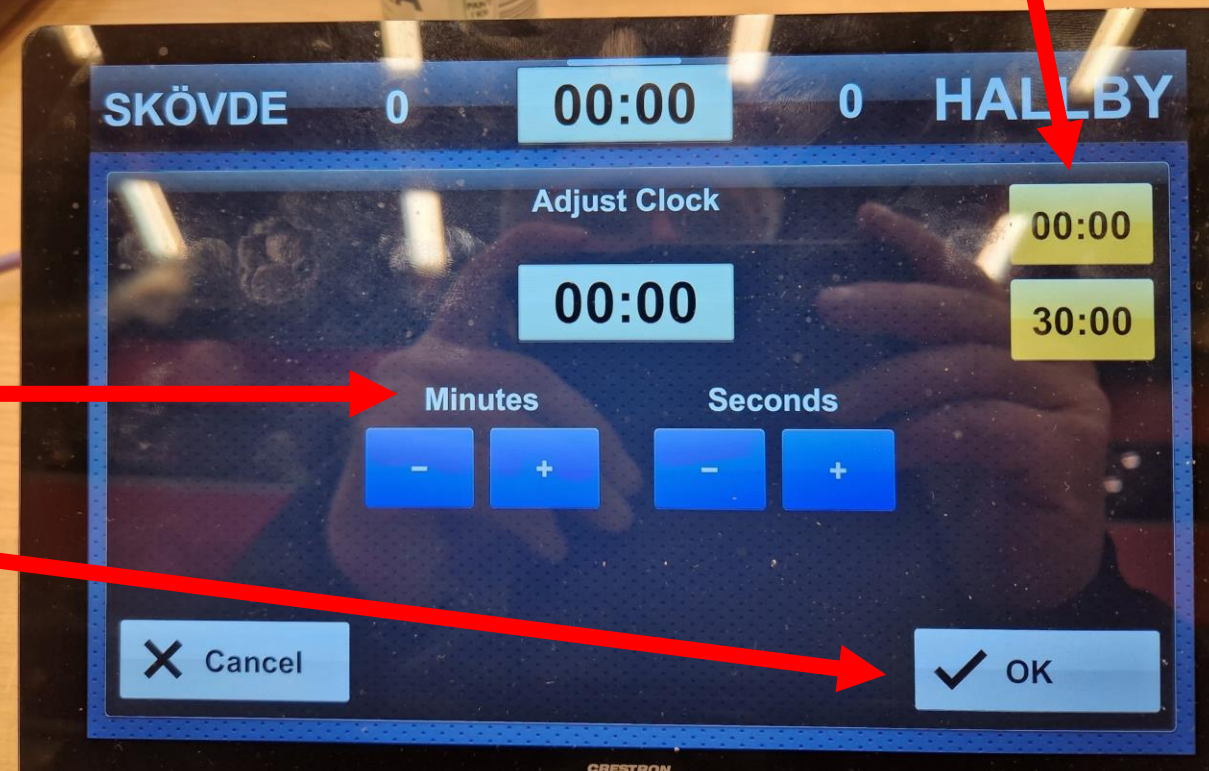 SKÖVDE 0 00:00 0 HALLBY
Adjust Clock
00:00
00:00
30:00
Minutes Seconds
- + - +
Cancel OK
CRESTRON